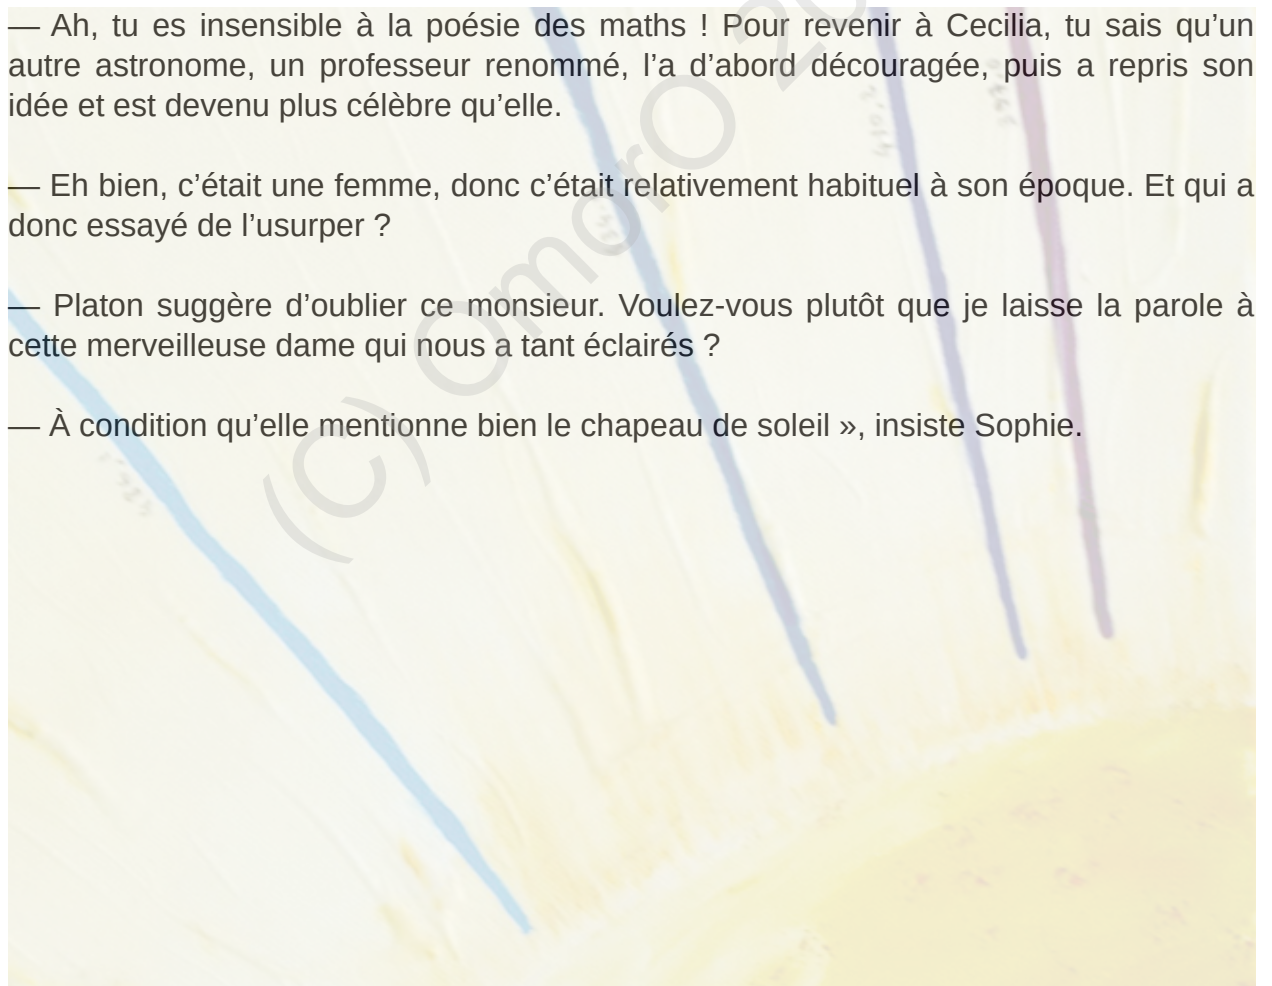 — Ah, tu es insensible à la poésie des maths ! Pour revenir à Cecilia, tu sais qu’un
autre astronome, un professeur renommé, l’a d’abord découragée, puis a repris son
idée et est devenu plus célèbre qu’elle.
— Eh bien, c’était une femme, donc c’était relativement habituel à son époque. Et qui a
donc essayé de l’usurper ?
— Platon suggère d’oublier ce monsieur. Voulez-vous plutôt que je laisse la parole à
cette merveilleuse dame qui nous a tant éclairés ?
— À condition qu’elle mentionne bien le chapeau de soleil », insiste Sophie.
(C) OmorO 20